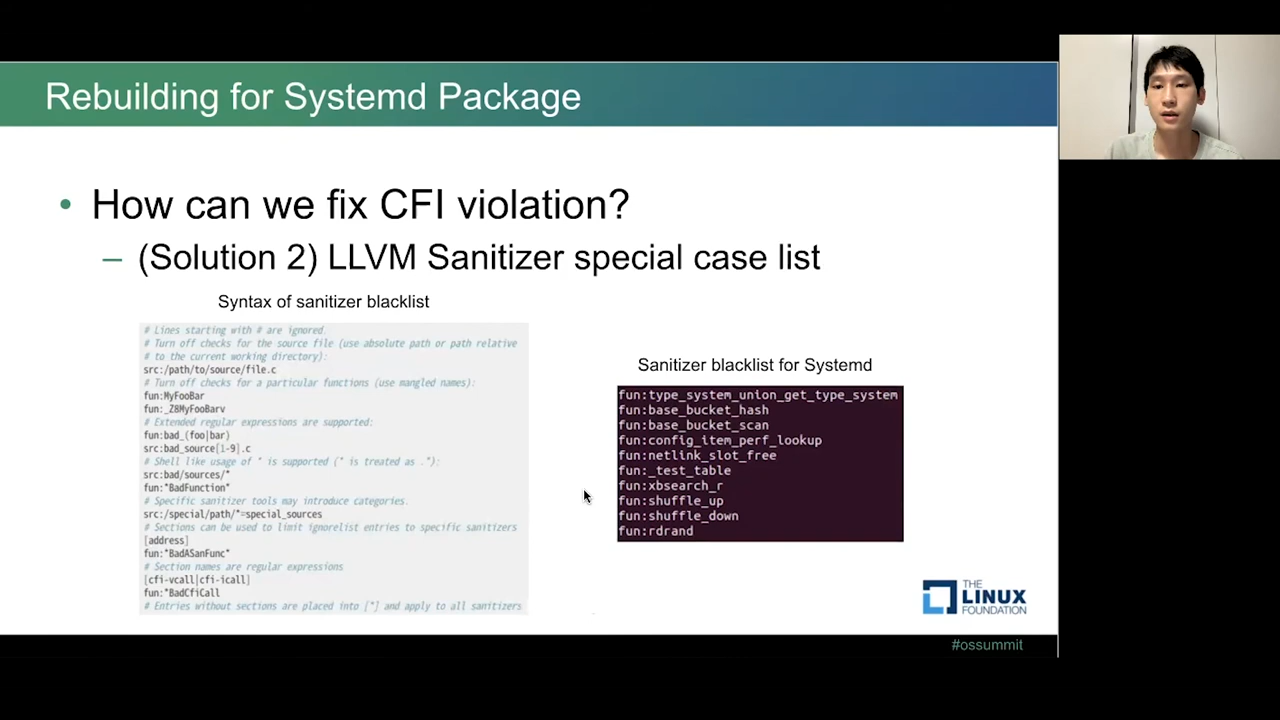 Rebuilding for Systemd Package
• How can we fix CFI violation?
– (Solution 2) LLVM Sanitizer special case list
Syntax of sanitizer blacklist
# Lines starting with # are ignored.
# Turn off checks for the source file (use absolute path or path relative
# to the current working directory):
src:/path/to/source/file.c
# Turn off checks for a particular functions (use mangled names):
fun:MyFooBar
fun:_Z8MyFooBarv
# Extended regular expressions are supported:
fun:bad_(foo|bar)
src:bad_source[1-9].c
# Shell like usage of * is supported (* is treated as .*):
src:bad/sources/*
fun:*BadFunction*
# Specific sanitizer tools may introduce categories.
src:/special/path/*=special_sources
# Sections can be used to limit ignorelist entries to specific sanitizers
[address]
fun:*BadASanFunc*
# Section names are regular expressions
[cfi-vcall|cfi-icall]
fun:*BadCfiCall
# Entries without sections are placed into [*] and apply to all sanitizers
Sanitizer blacklist for Systemd
fun:type_system_union_get_type_system
fun:base_bucket_hash
fun:base_bucket_scan
fun:config_item_perf_lookup
fun:netlink_slot_free
fun:_test_table
fun:xbsearch_r
fun:shuffle_up
fun:shuffle_down
fun:rdrand
THE
LINUX
FOUNDATION
#ossummit